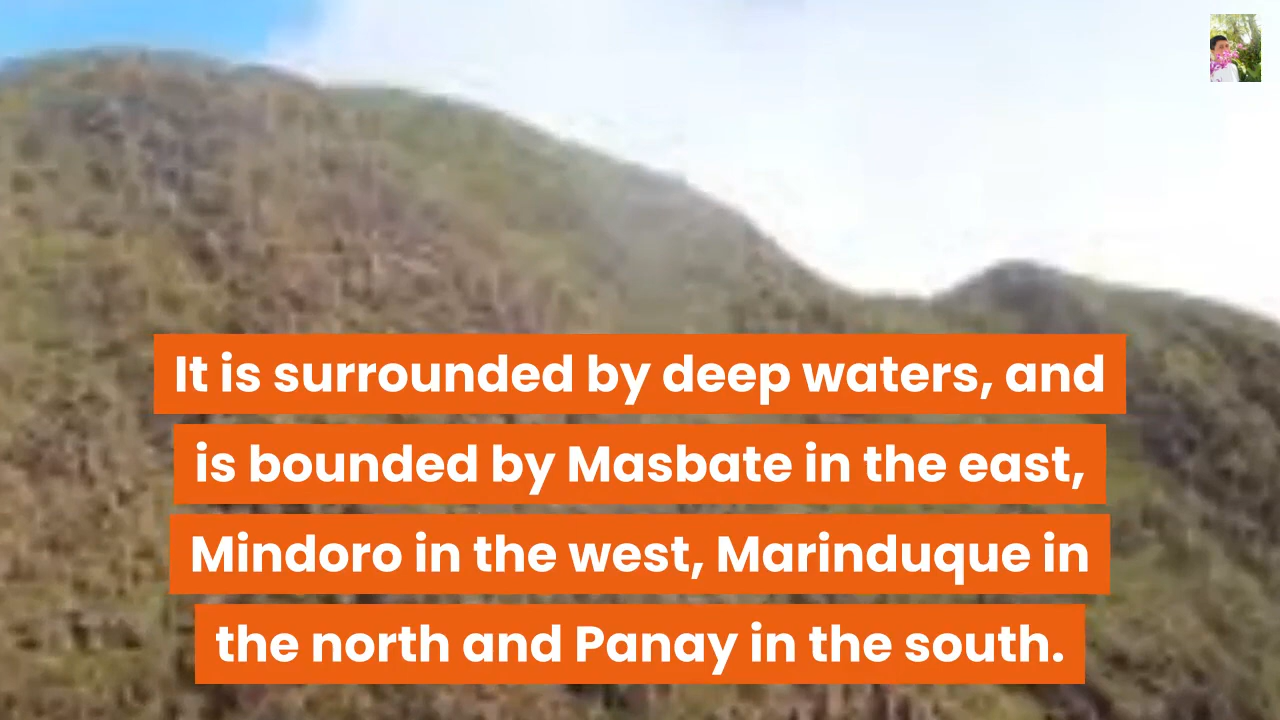 It is surrounded by deep waters, and
is bounded by Masbate in the east,
Mindoro in the west, Marinduque in
the north and Panay in the south.